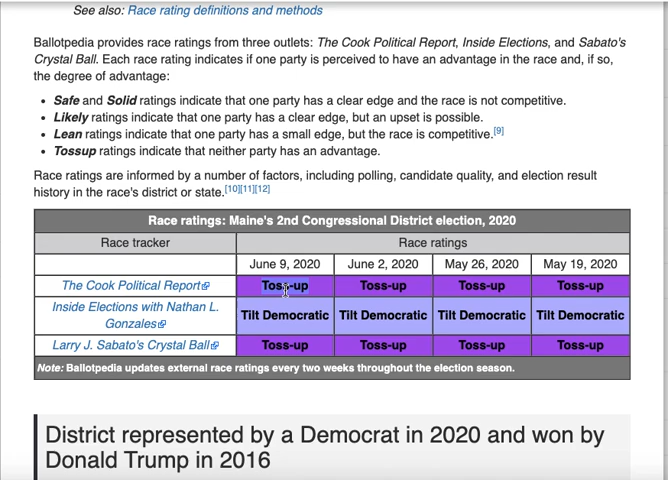 See also: Race rating definitions and methods
Ballotpedia provides race ratings from three outlets: The Cook Political Report, Inside Elections, and Sabato's
Crystal Ball. Each race rating indicates if one party is perceived to have an advantage in the race and, if so,
the degree of advantage:
• Safe and Solid ratings indicate that one party has a clear edge and the race is not competitive.
• Likely ratings indicate that one party has a clear edge, but an upset is possible.
• Lean ratings indicate that one party has a small edge, but the race is competitive.[9]
• Tossup ratings indicate that neither party has an advantage.
Race ratings are informed by a number of factors, including polling, candidate quality, and election result
history in the race's district or state.[10][11][12]
Race ratings: Maine's 2nd Congressional District election, 2020
Race tracker Race ratings
June 9, 2020 June 2, 2020 May 26, 2020 May 19, 2020
The Cook Political Report Toss-up Toss-up Toss-up Toss-up
Inside Elections with Nathan L.
Gonzales Tilt Democratic Tilt Democratic Tilt Democratic Tilt Democratic
Larry J. Sabato's Crystal Ball Toss-up Toss-up Toss-up Toss-up
Note: Ballotpedia updates external race ratings every two weeks throughout the election season.
District represented by a Democrat in 2020 and won by
Donald Trump in 2016